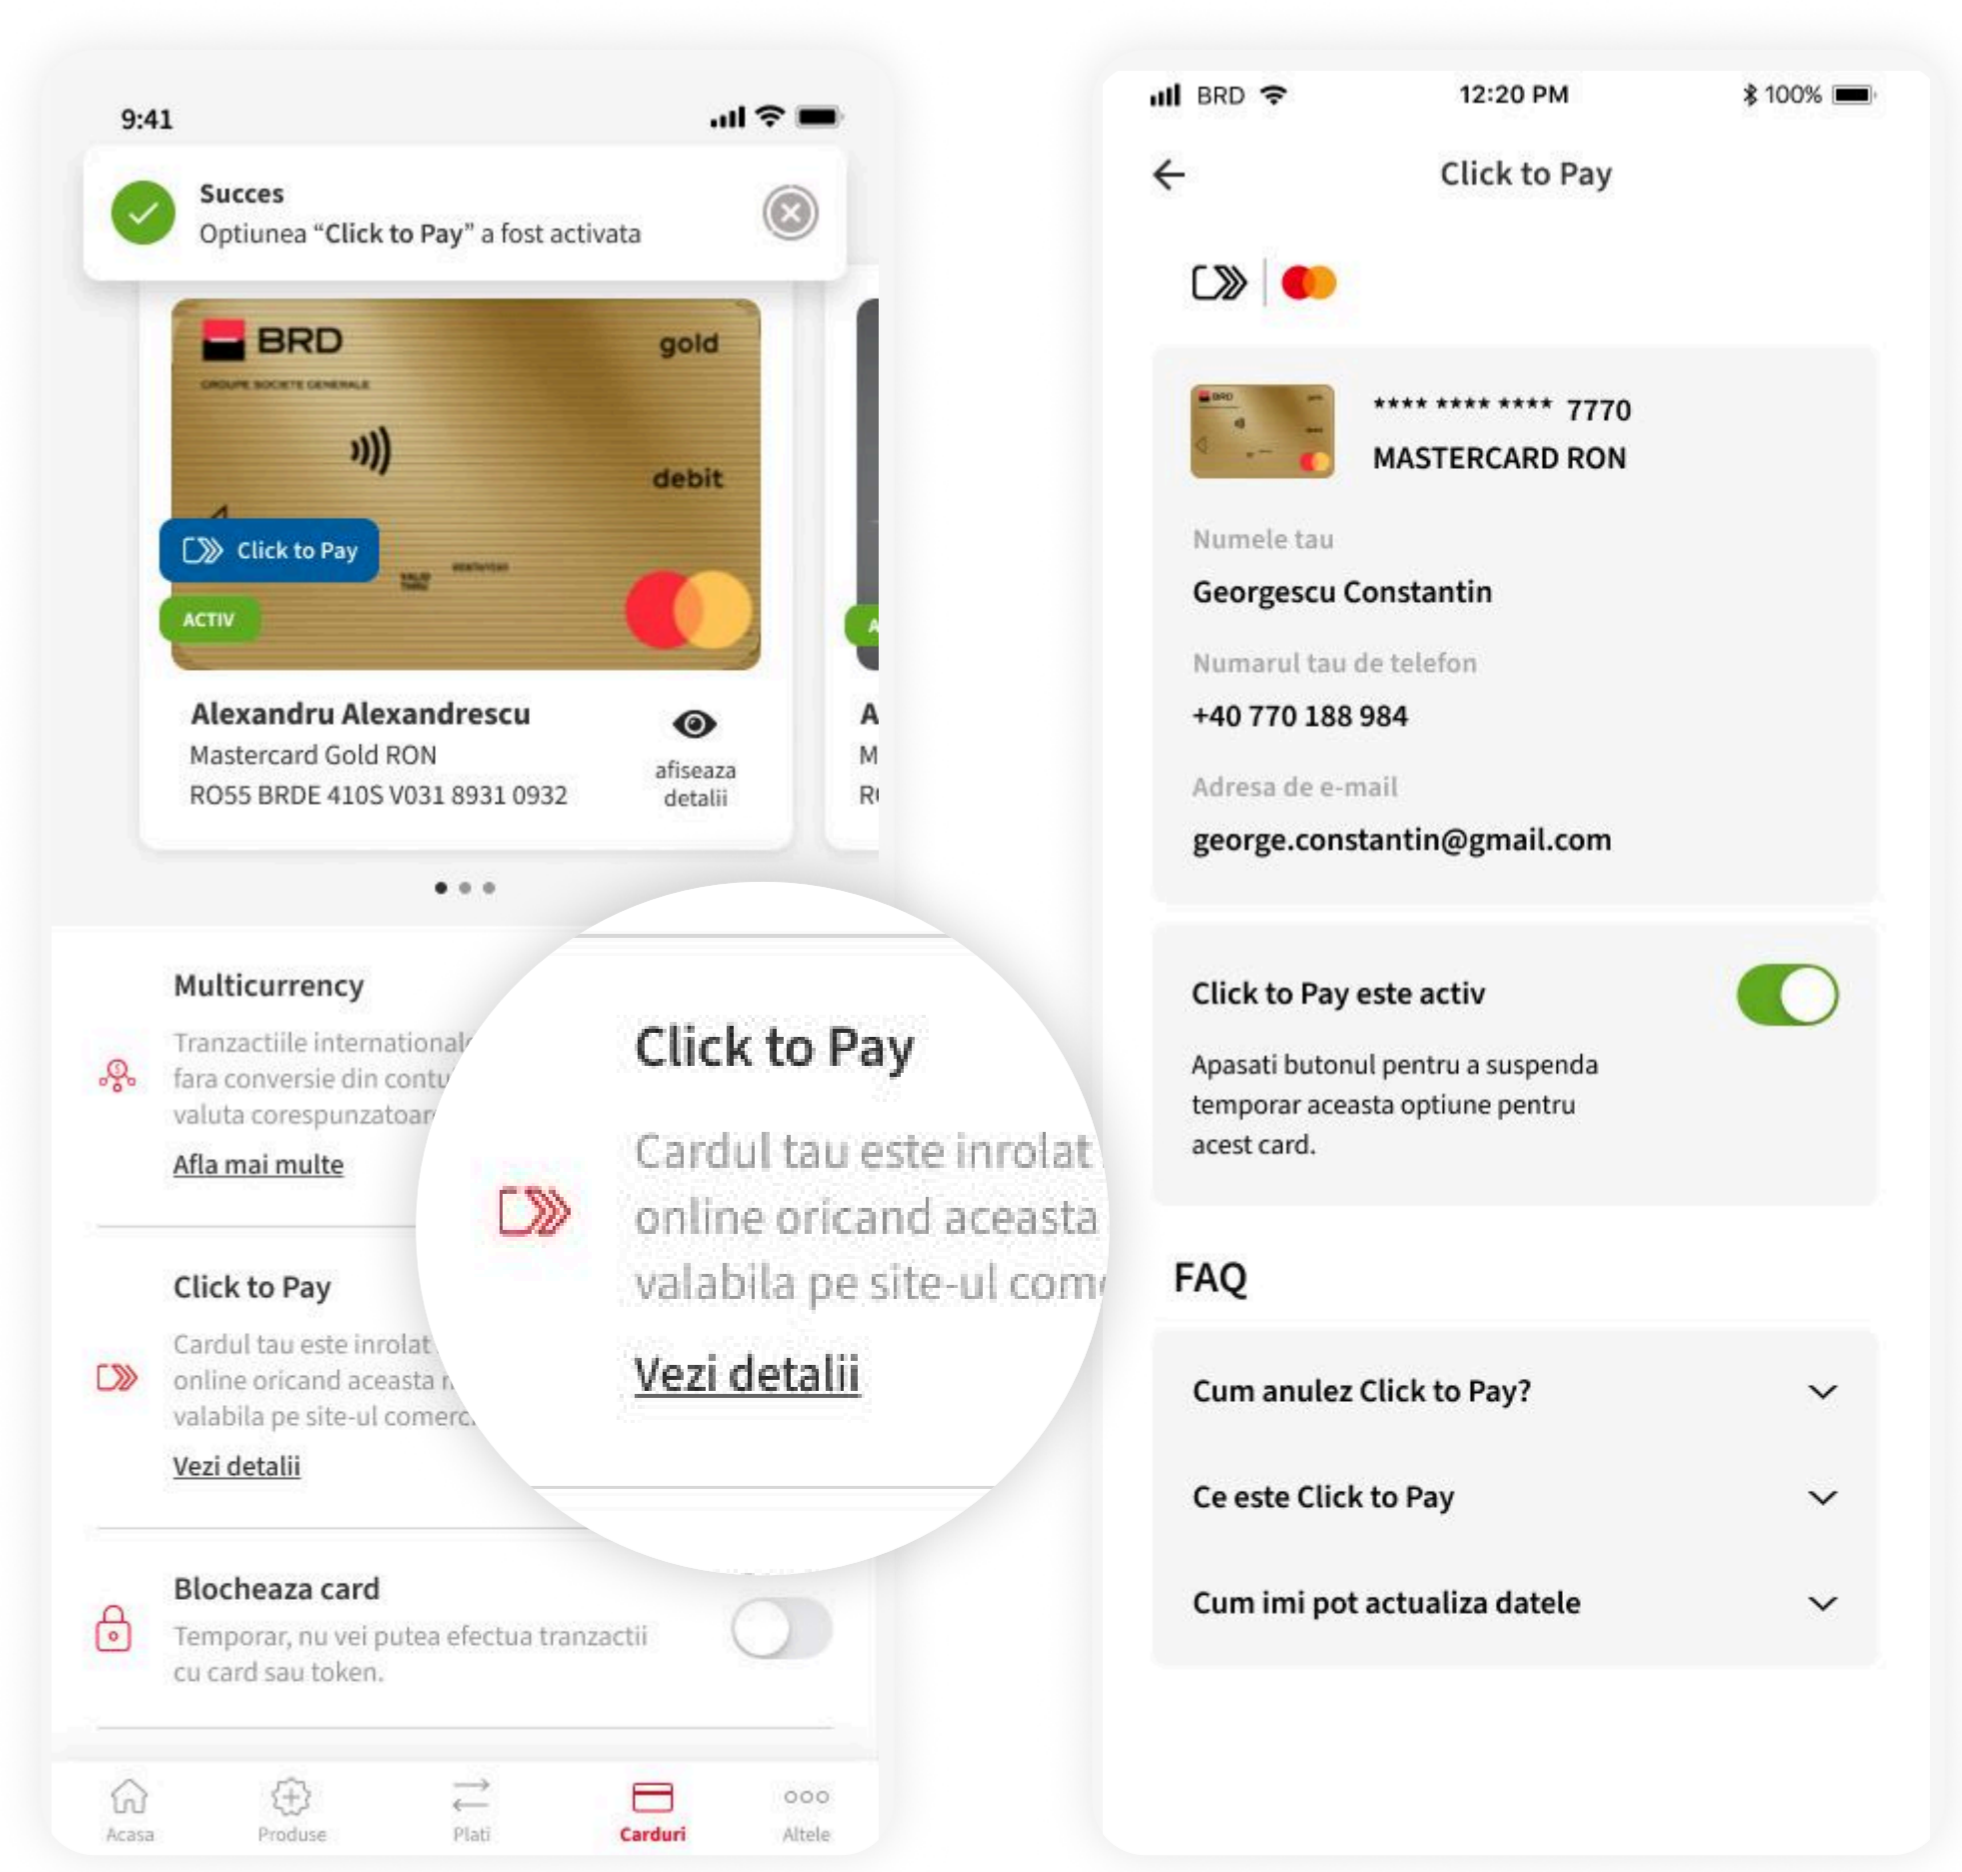 9:41
Succes
Optiunea “Click to Pay” a fost activata
BRD
gold
GROUPE SOCIETE GENERALE
debit
Click to Pay
VALID
THRU
ACTIV
Alexandru Alexandrescu
Mastercard Gold RON
RO55 BRDE 410S V031 8931 0932
afiseaza
detalii
A
A
M
Multicurrency
Tranzactiile international
fara conversie din contu
valuta corespunzatoar
Afla mai multe
Click to Pay
Cardul tau este inrolat
online oricand aceasta
valabila pe site-ul comerc
Vezi detalii
Click to Pay
Cardul tau este inrolat
online oricand aceasta
valabila pe site-ul com
Vezi detalii
Blocheaza card
Temporar, nu vei putea efectua tranzactii
cu card sau token.
Acasa
Produse
Plati
Carduri
Altele
BRD
12:20 PM
100%
Click to Pay
BRD
**** **** **** 7770
MASTERCARD RON
Numele tau
Georgescu Constantin
Numarul tau de telefon
+40 770 188 984
Adresa de e-mail
george.constantin@gmail.com
Click to Pay este activ
Apasati butonul pentru a suspenda
temporar aceasta optiune pentru
acest card.
FAQ
Cum anulez Click to Pay?
Ce este Click to Pay
Cum imi pot actualiza datele